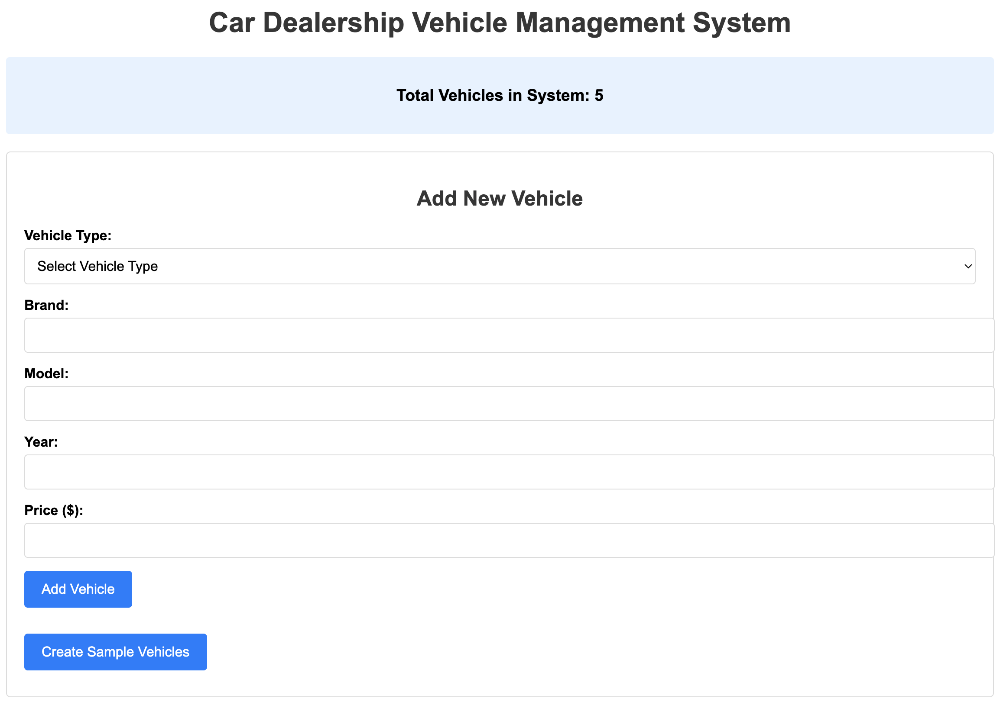 Car Dealership Vehicle Management System
Total Vehicles in System: 5
Add New Vehicle
Vehicle Type:
Select Vehicle Type
Brand:
Model:
Year:
Price ($):
Add Vehicle
Create Sample Vehicles